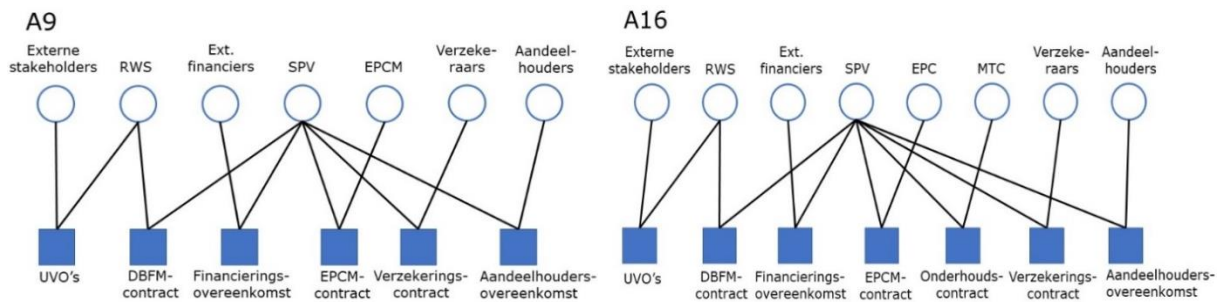 A9
Externe
stakeholders
RWS
Ext.
financiers
SPV
EPCM
Verzeke-
raars
Aandeel-
houders
UVO's
DBFM-
contract
Financierings-
overeenkomst
EPCM-
contract
Verzekerings-
contract
Aandeelhouders-
overeenkomst
A16
Externe
stakeholders
RWS
Ext.
financiers
SPV
EPC
MTC
Verzeke-
raars
Aandeel-
houders
UVO's
DBFM-
contract
Financierings-
overeenkomst
EPCM-
contract
Onderhouds-
contract
Verzekerings-
contract
Aandeelhouders-
overeenkomst